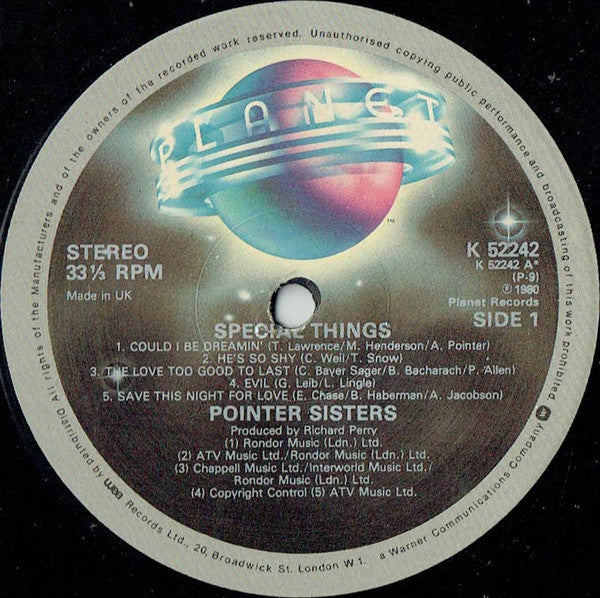 All rights of the Manufacturers and of the owners of the recorded work reserved. Unauthorised copying public performance and broadcasting of this work prohibited.
PLANET
TM
STEREO
33⅓ RPM
Made in UK
K 52242
K 52242 A*
(P-9)
℗ 1980
Planet Records
SIDE 1
SPECIAL THINGS
1. COULD I BE DREAMIN' (T. Lawrence/M. Henderson/A. Pointer)
2. HE'S SO SHY (C. Weil/T. Snow)
3. THE LOVE TOO GOOD TO LAST (C. Bayer Sager/B. Bacharach/P. Allen)
4. EVIL (G. Leib/L. Lingle)
5. SAVE THIS NIGHT FOR LOVE (E. Chase/B. Haberman/A. Jacobson)
POINTER SISTERS
Produced by Richard Perry
(1) Rondor Music (Ldn.) Ltd.
(2) ATV Music Ltd./Rondor Music (Ldn.) Ltd.
(3) Chappell Music Ltd./Interworld Music Ltd./
Rondor Music (Ldn.) Ltd.
(4) Copyright Control (5) ATV Music Ltd.
Distributed by wea Records Ltd., 20, Broadwick St. London W.1. a Warner Communications Company